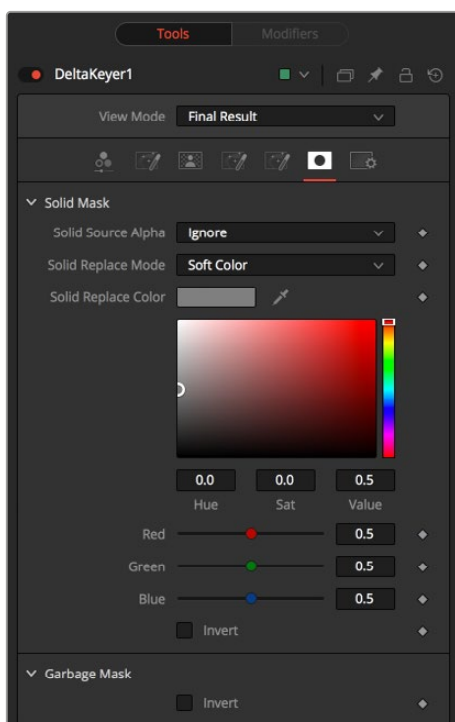 Tools Modifiers
DeltaKeyer1
View Mode Final Result
Solid Mask
Solid Source Alpha Ignore
Solid Replace Mode Soft Color
Solid Replace Color
0.0 0.0 0.5
Hue Sat Value
Red 0.5
Green 0.5
Blue 0.5
Invert
Garbage Mask
Invert